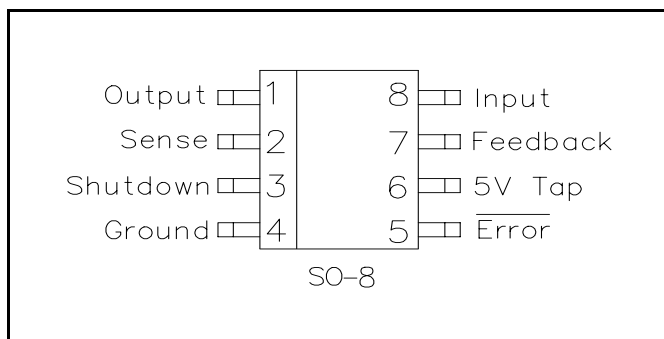 Output 1 8 Input
Sense 2 7 Feedback
Shutdown 3 6 5V Tap
Ground 4 5 Error
SO-8